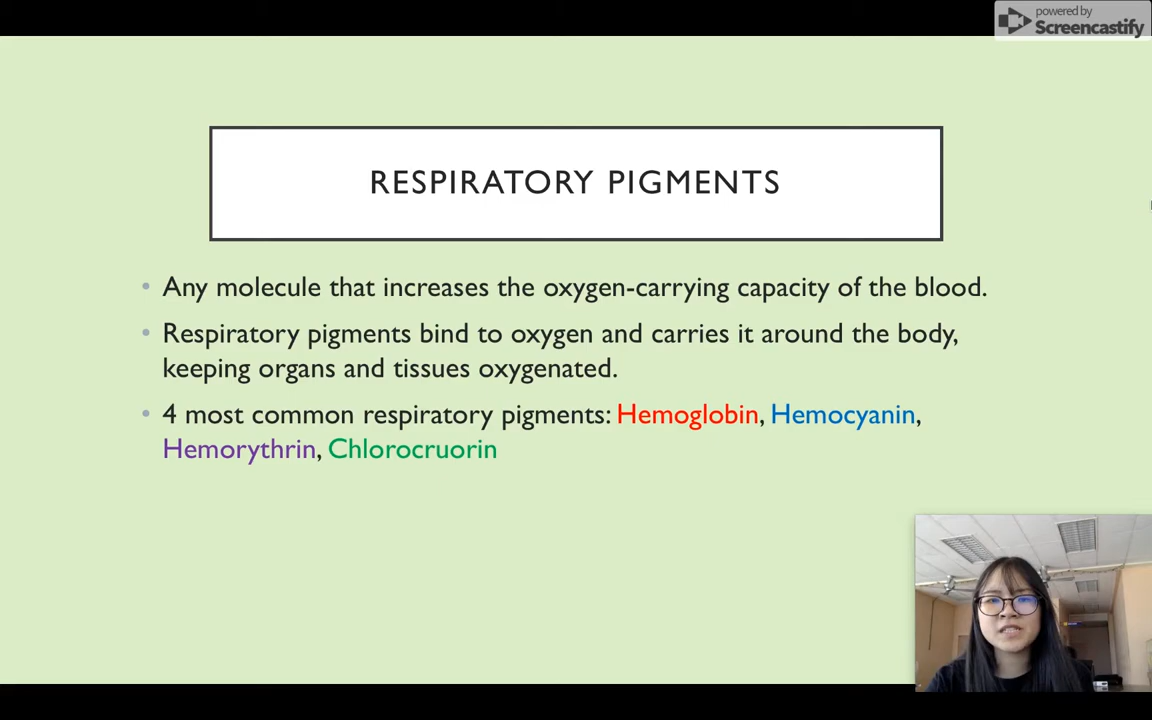 powered by
Screencastify
RESPIRATORY PIGMENTS
• Any molecule that increases the oxygen-carrying capacity of the blood.
• Respiratory pigments bind to oxygen and carries it around the body,
keeping organs and tissues oxygenated.
• 4 most common respiratory pigments: Hemoglobin, Hemocyanin,
Hemorythrin, Chlorocruorin